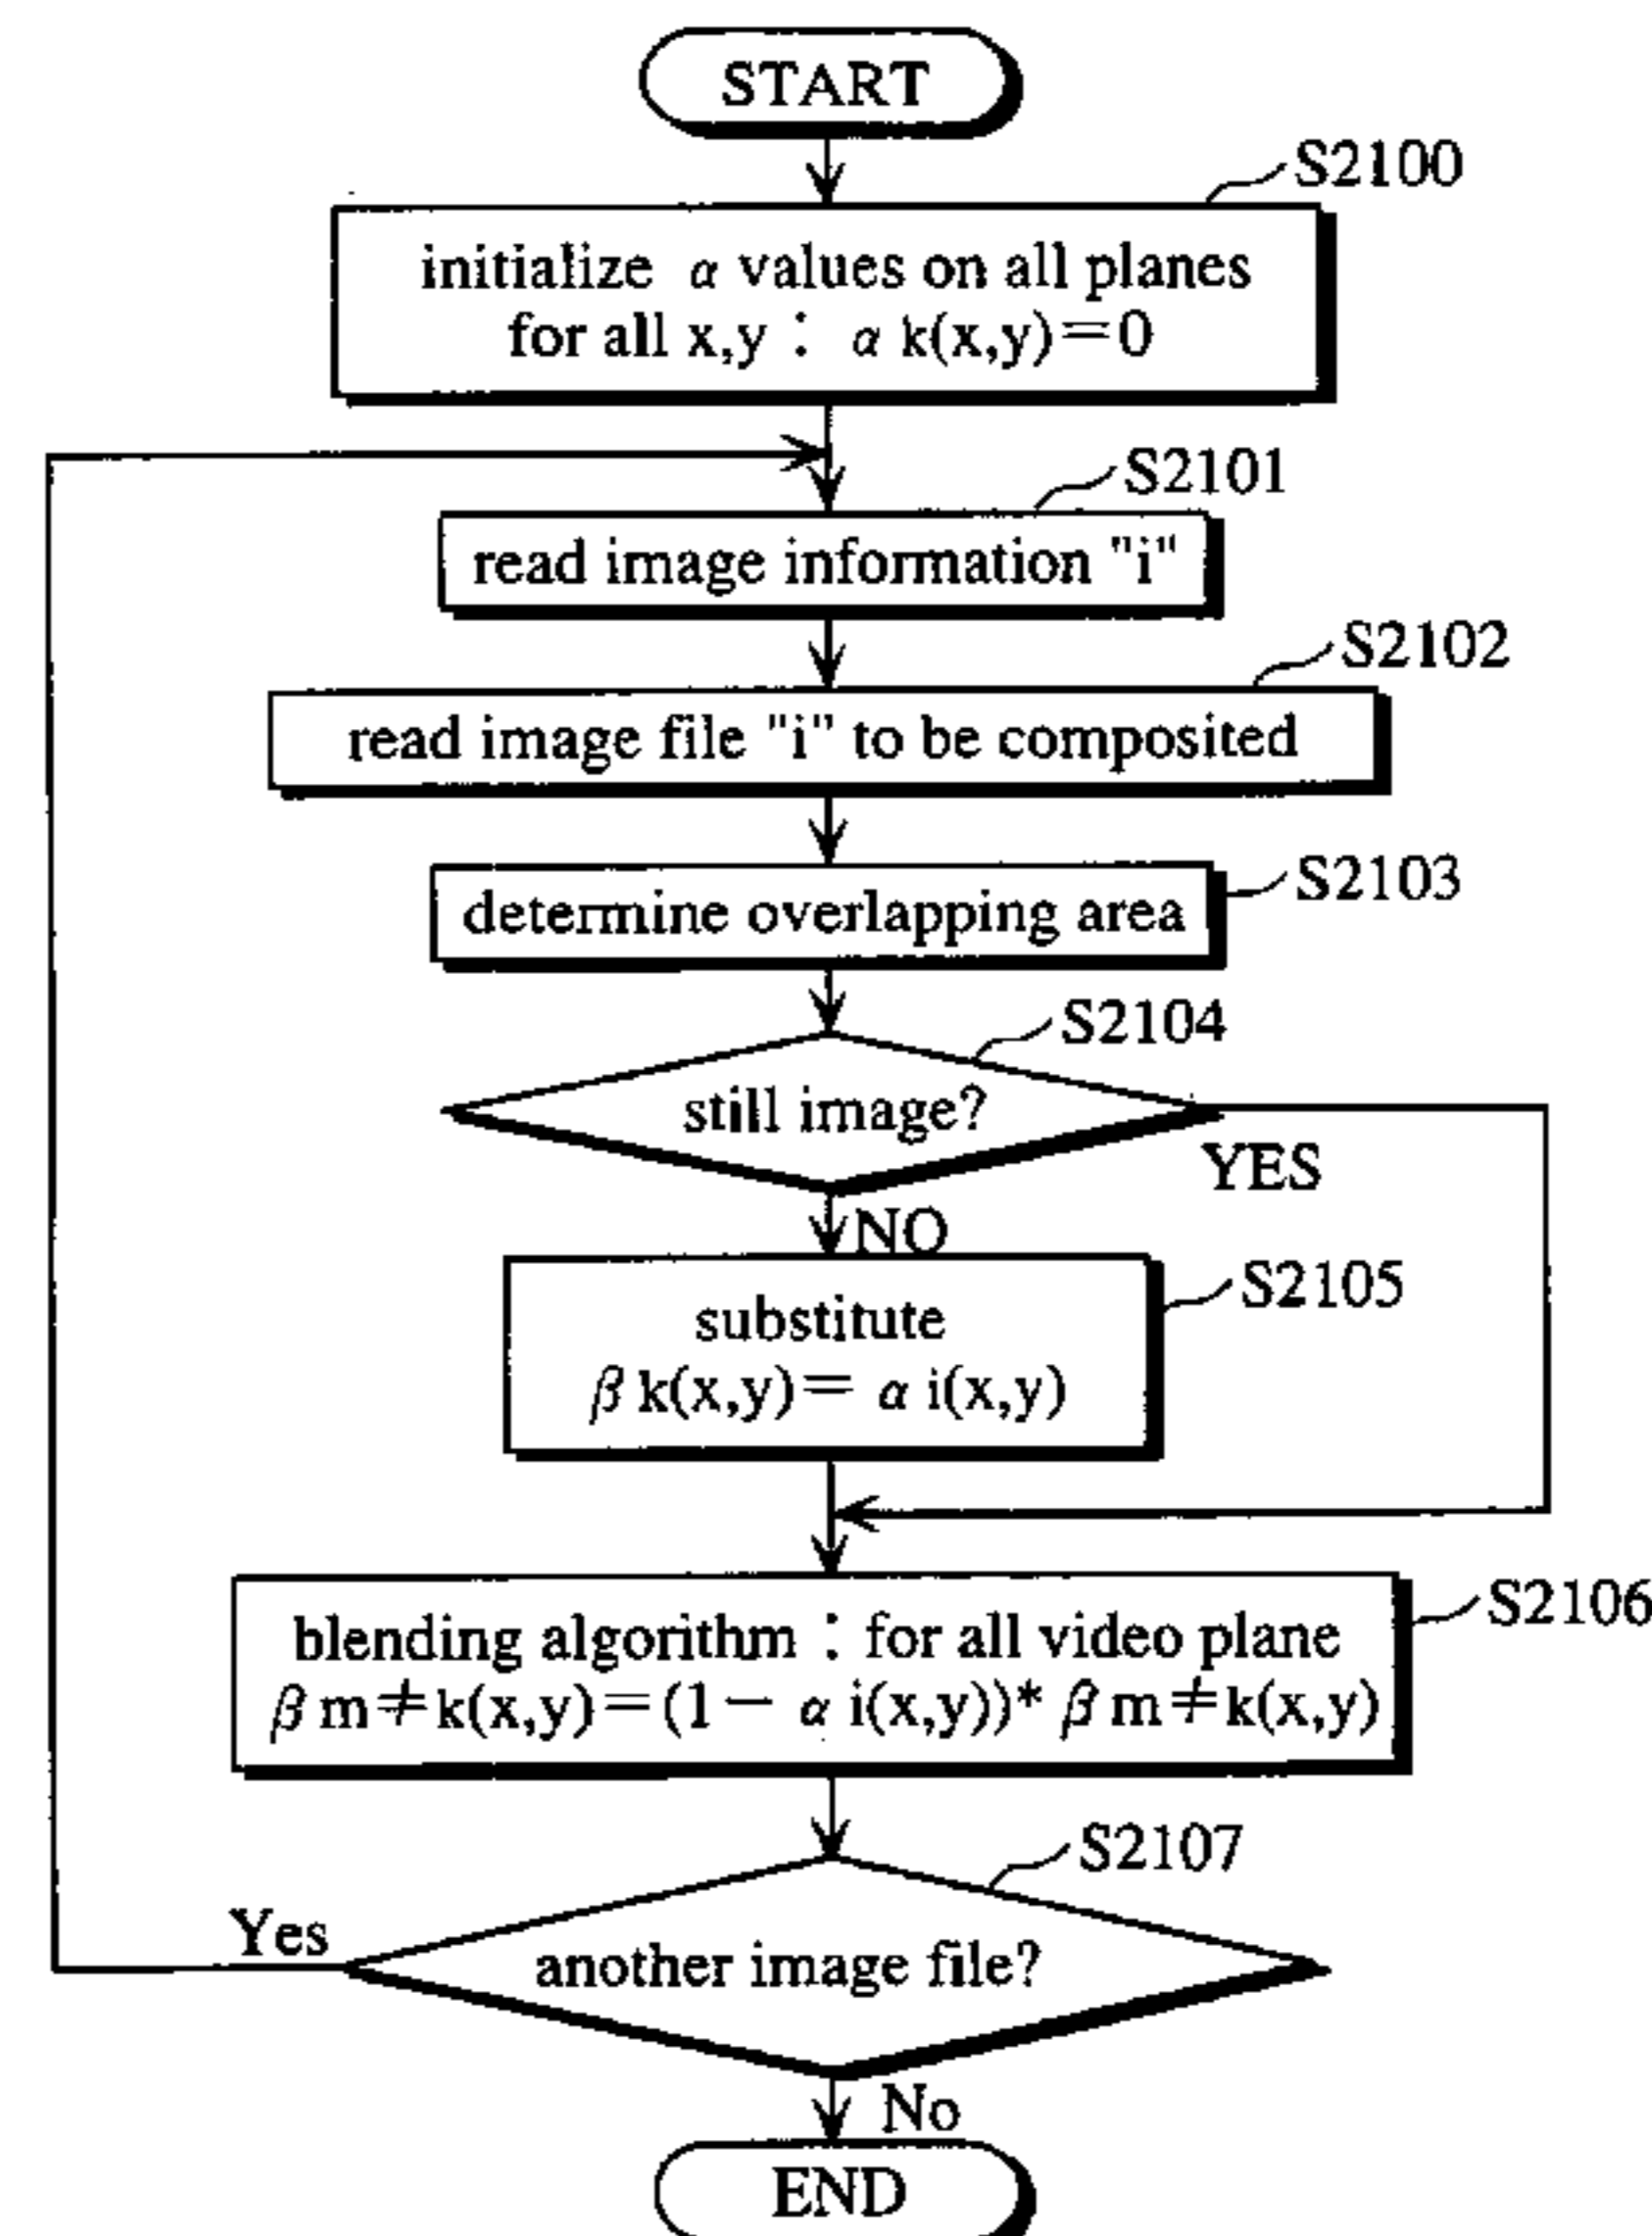 START
S2100
initialize α values on all planes
for all x,y : α k(x,y)=0
S2101
read image information "i"
S2102
read image file "i" to be composited
S2103
determine overlapping area
S2104
still image?
YES
NO
S2105
substitute
β k(x,y)= α i(x,y)
S2106
blending algorithm : for all video plane
β m≠k(x,y)=(1- α i(x,y))* β m≠k(x,y)
S2107
Yes
another image file?
No
END